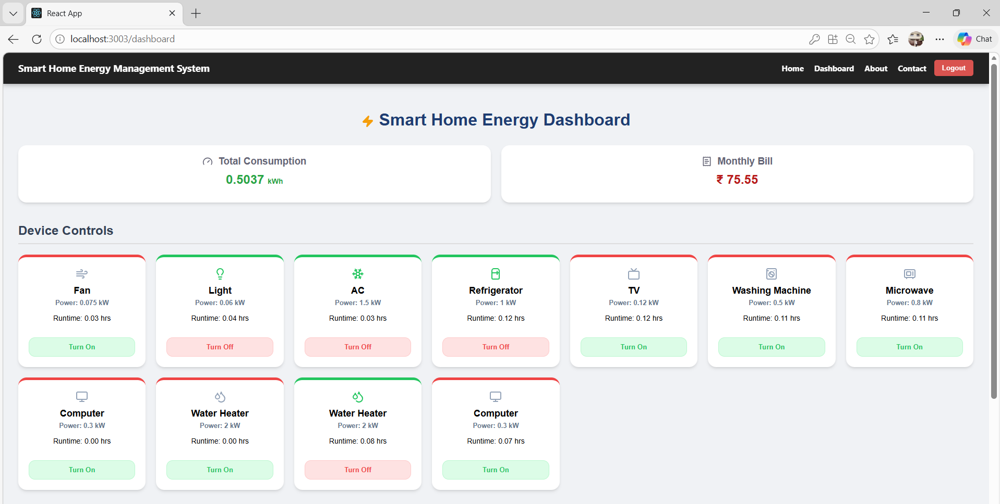 React App
localhost:3003/dashboard
Chat
Smart Home Energy Management System
Home Dashboard About Contact Logout
Smart Home Energy Dashboard
Total Consumption
0.5037 kWh
Monthly Bill
₹ 75.55
Device Controls
Fan
Power: 0.075 kW
Runtime: 0.03 hrs
Turn On
Light
Power: 0.06 kW
Runtime: 0.04 hrs
Turn Off
AC
Power: 1.5 kW
Runtime: 0.03 hrs
Turn Off
Refrigerator
Power: 1 kW
Runtime: 0.12 hrs
Turn Off
TV
Power: 0.12 kW
Runtime: 0.12 hrs
Turn On
Washing Machine
Power: 0.5 kW
Runtime: 0.11 hrs
Turn On
Microwave
Power: 0.8 kW
Runtime: 0.11 hrs
Turn On
Computer
Power: 0.3 kW
Runtime: 0.00 hrs
Turn On
Water Heater
Power: 2 kW
Runtime: 0.00 hrs
Turn On
Water Heater
Power: 2 kW
Runtime: 0.08 hrs
Turn Off
Computer
Power: 0.3 kW
Runtime: 0.07 hrs
Turn On